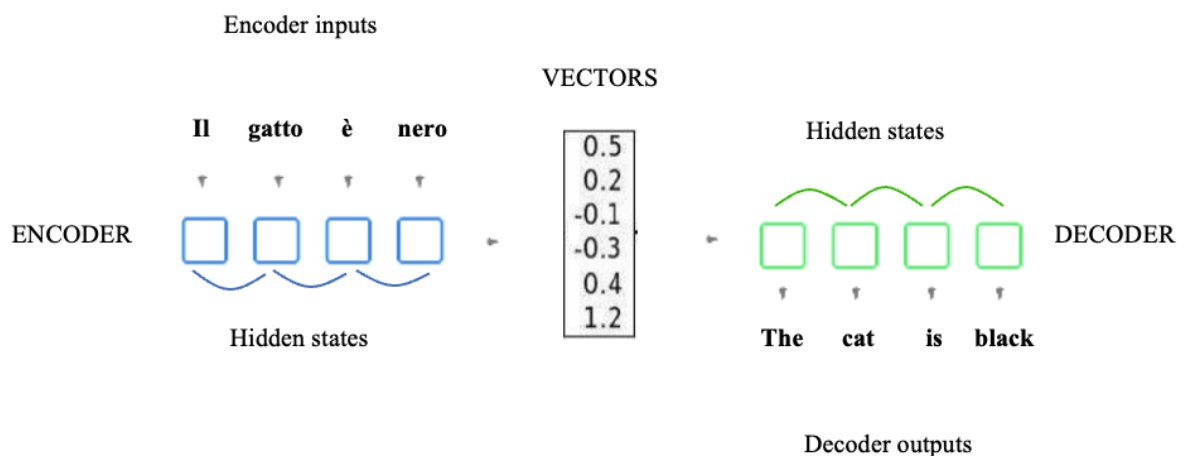 Encoder inputs
VECTORS
Il gatto è nero
Hidden states
0.5
0.2
-0.1
-0.3
0.4
1.2
ENCODER
DECODER
Hidden states
The cat is black
Decoder outputs